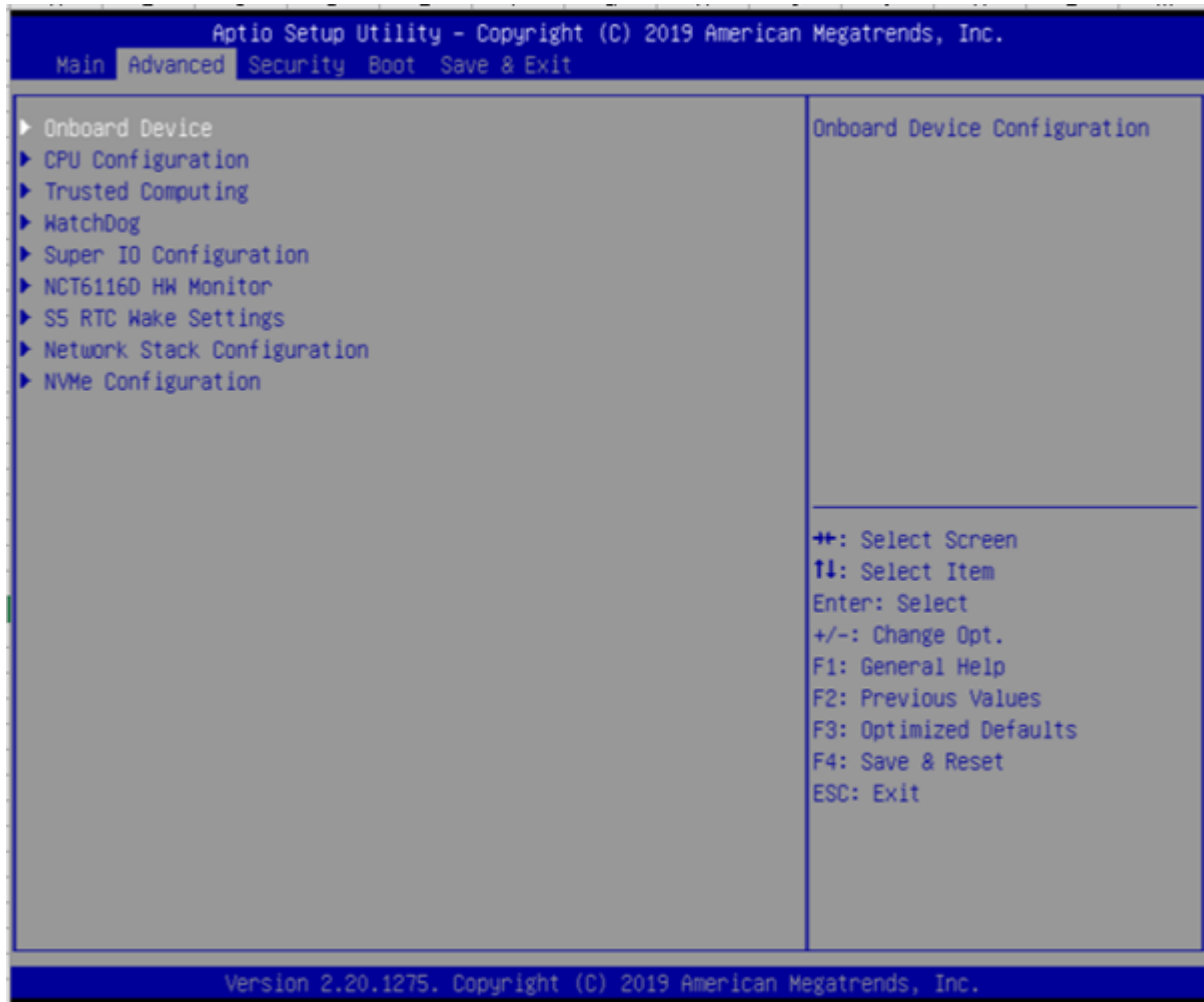 Aptio Setup Utility – Copyright (C) 2019 American Megatrends, Inc.
Main Advanced Security Boot Save & Exit
Onboard Device
CPU Configuration
Trusted Computing
WatchDog
Super IO Configuration
NCT6116D HW Monitor
S5 RTC Wake Settings
Network Stack Configuration
NVMe Configuration
Onboard Device Configuration
→←: Select Screen
↑↓: Select Item
Enter: Select
+/-: Change Opt.
F1: General Help
F2: Previous Values
F3: Optimized Defaults
F4: Save & Reset
ESC: Exit
Version 2.20.1275. Copyright (C) 2019 American Megatrends, Inc.